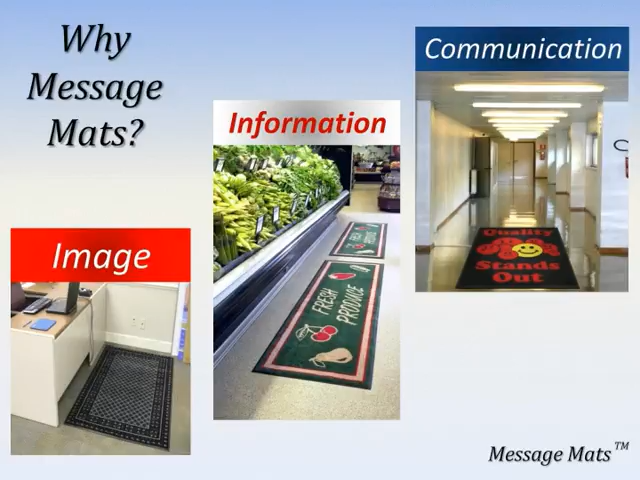 Why
Message
Mats?
Image
Information
FRESH
PRODUCE
FRESH
PRODUCE
Communication
Quality
Stands
Out
Message Mats™